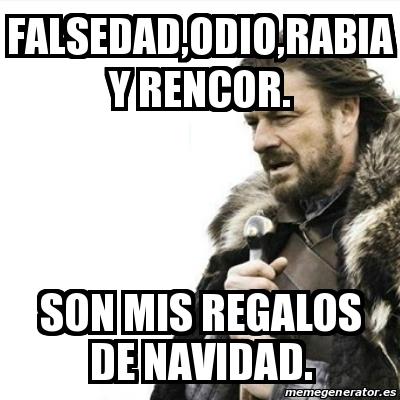 FALSEDAD,ODIO,RABIA
Y RENCOR.
SON MIS REGALOS
DE NAVIDAD.
memegenerator.es